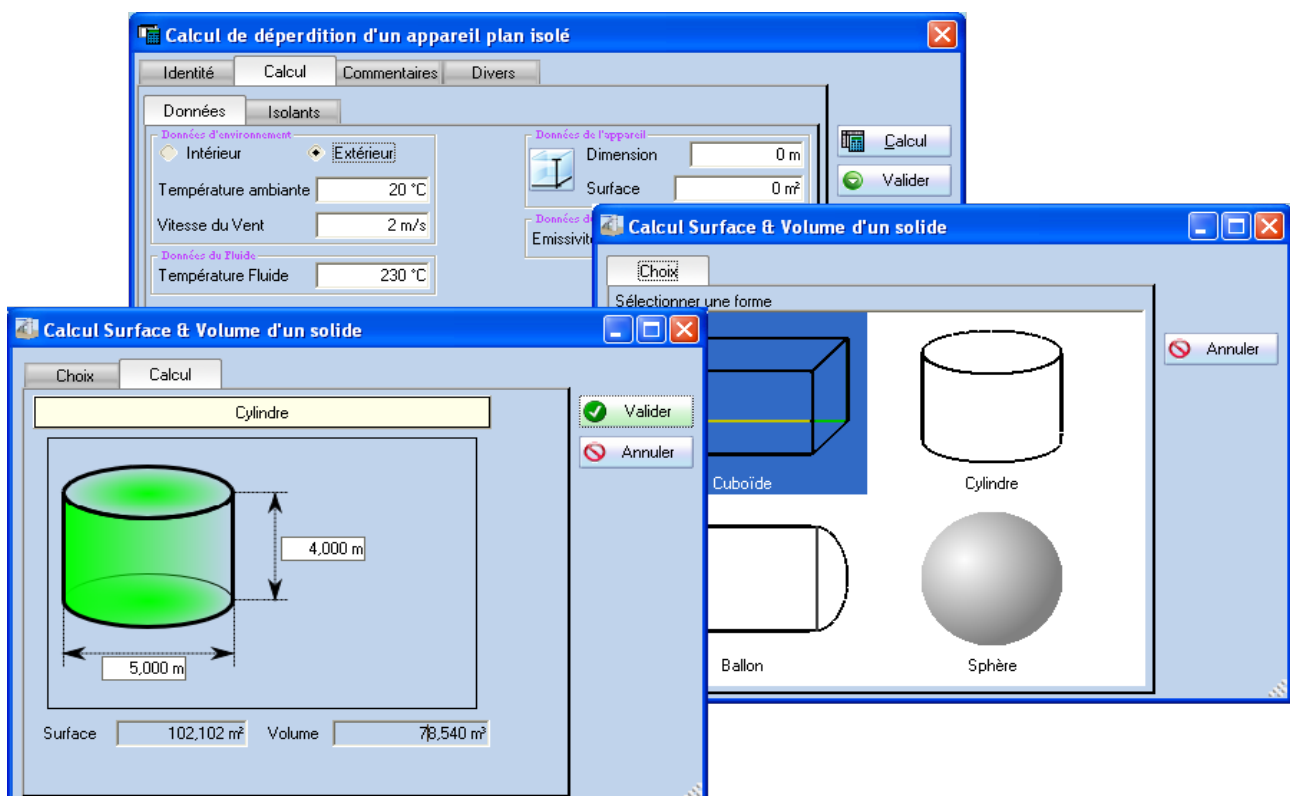 Calcul de déperdition d'un appareil plan isolé
Identité Calcul Commentaires Divers
Données Isolants
Données d'environnement
Intérieur Extérieur
Température ambiante 20 °C
Vitesse du Vent 2 m/s
Données du Fluide
Température Fluide 230 °C
Données de l'appareil
Dimension 0 m
Surface 0 m²
Données du
Emissivité
Calcul
Valider
Calcul Surface & Volume d'un solide
Choix
Sélectionner une forme
Cuboïde Cylindre
Ballon Sphère
Annuler
Calcul Surface & Volume d'un solide
Choix Calcul
Cylindre
4,000 m
5,000 m
Surface 102,102 m² Volume 78,540 m³
Valider
Annuler